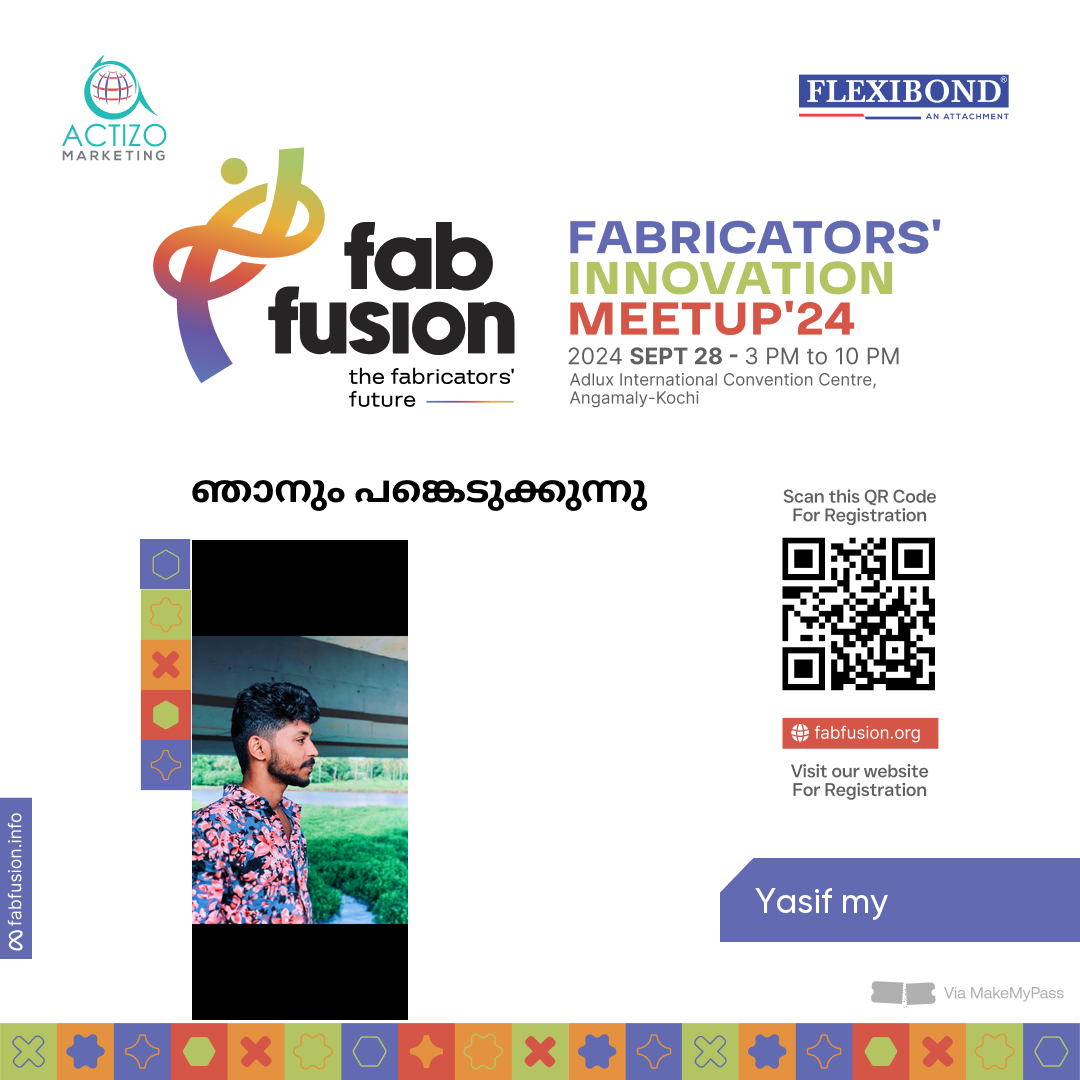 ACTIZO
MARKETING
FLEXIBOND®
AN ATTACHMENT
fab
fusion
the fabricators'
future
FABRICATORS'
INNOVATION
MEETUP'24
2024 SEPT 28 - 3 PM to 10 PM
Adlux International Convention Centre,
Angamaly-Kochi
ഞാനും പങ്കെടുക്കുന്നു
Scan this QR Code
For Registration
fabfusion.org
Visit our website
For Registration
fabfusion.info
Yasif my
Via MakeMyPass